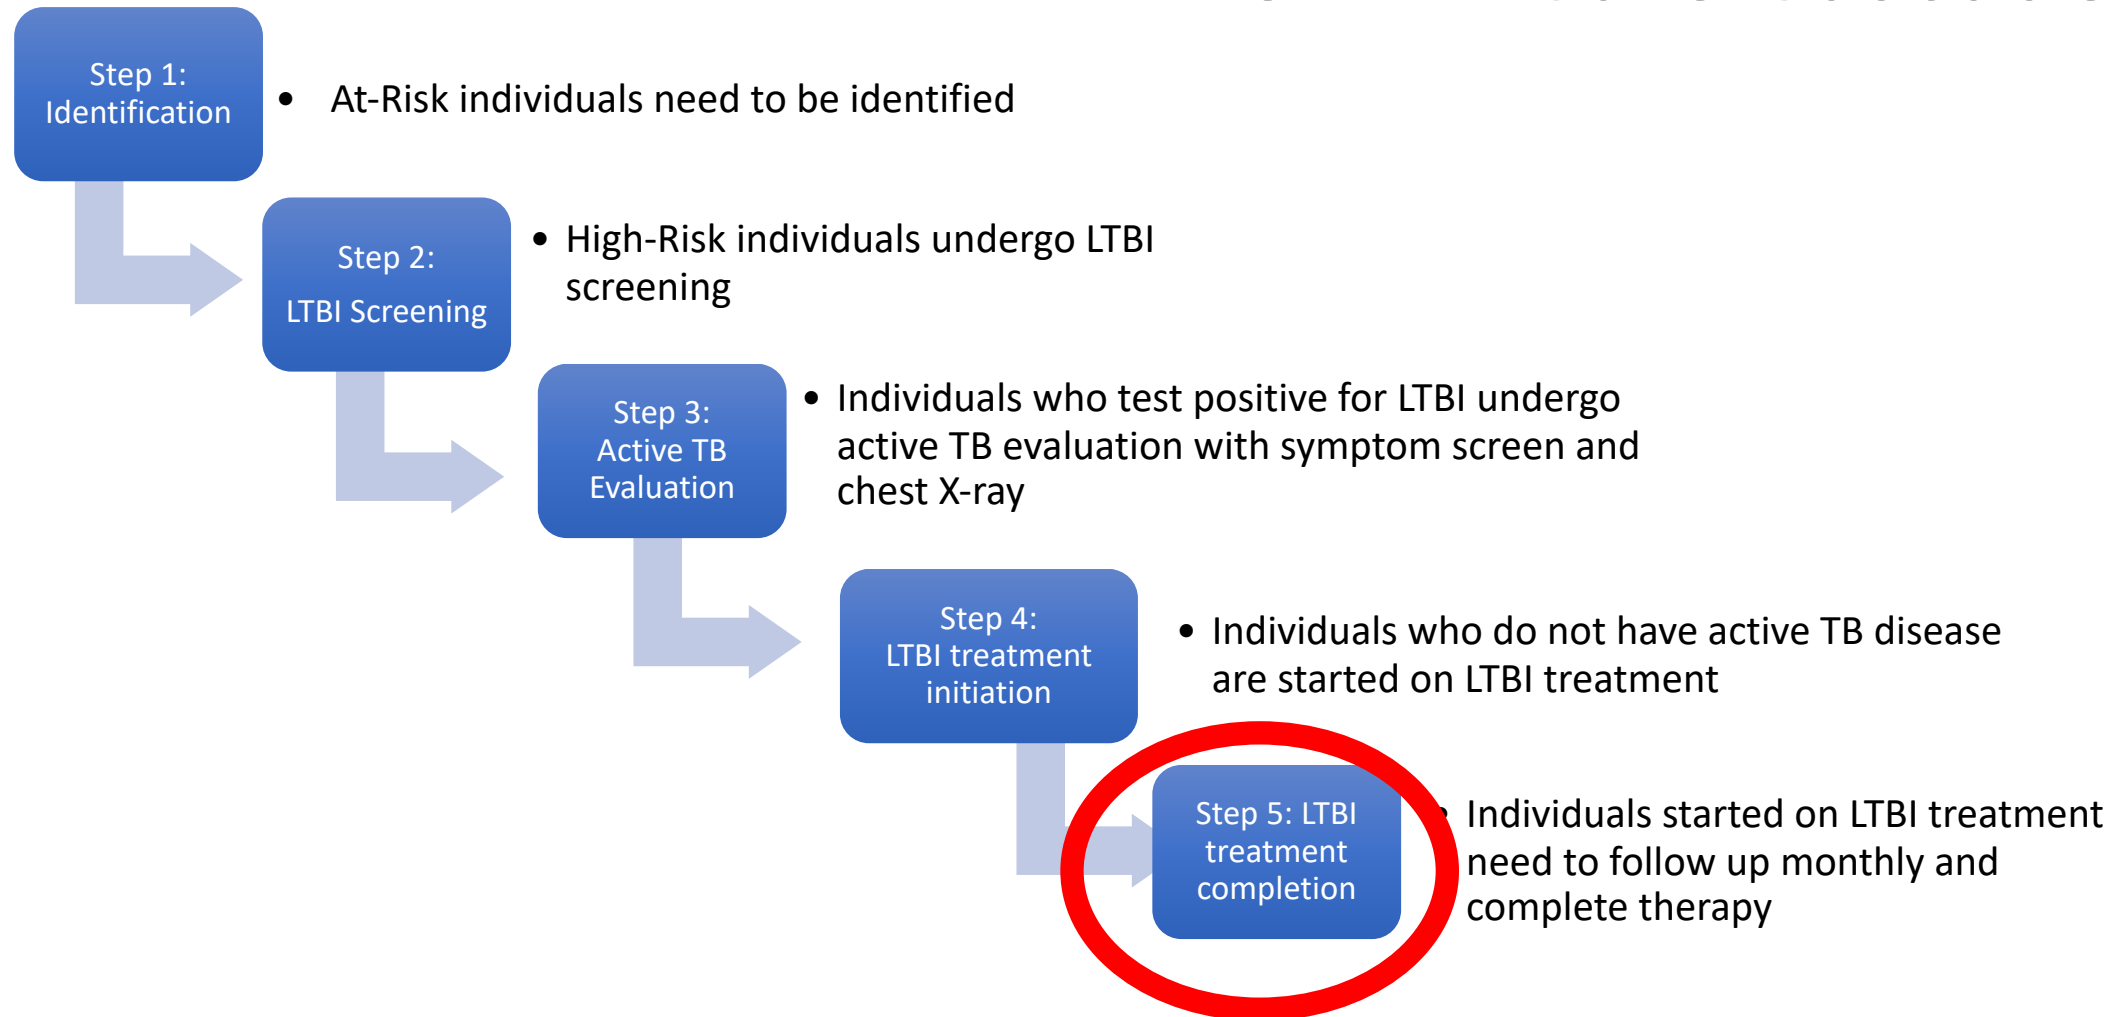 Step 1:
Identification
• At-Risk individuals need to be identified
Step 2:
LTBI Screening
• High-Risk individuals undergo LTBI
screening
Step 3:
Active TB
Evaluation
• Individuals who test positive for LTBI undergo
active TB evaluation with symptom screen and
chest X-ray
Step 4:
LTBI treatment
initiation
• Individuals who do not have active TB disease
are started on LTBI treatment
Step 5: LTBI
treatment
completion
• Individuals started on LTBI treatment
need to follow up monthly and
complete therapy